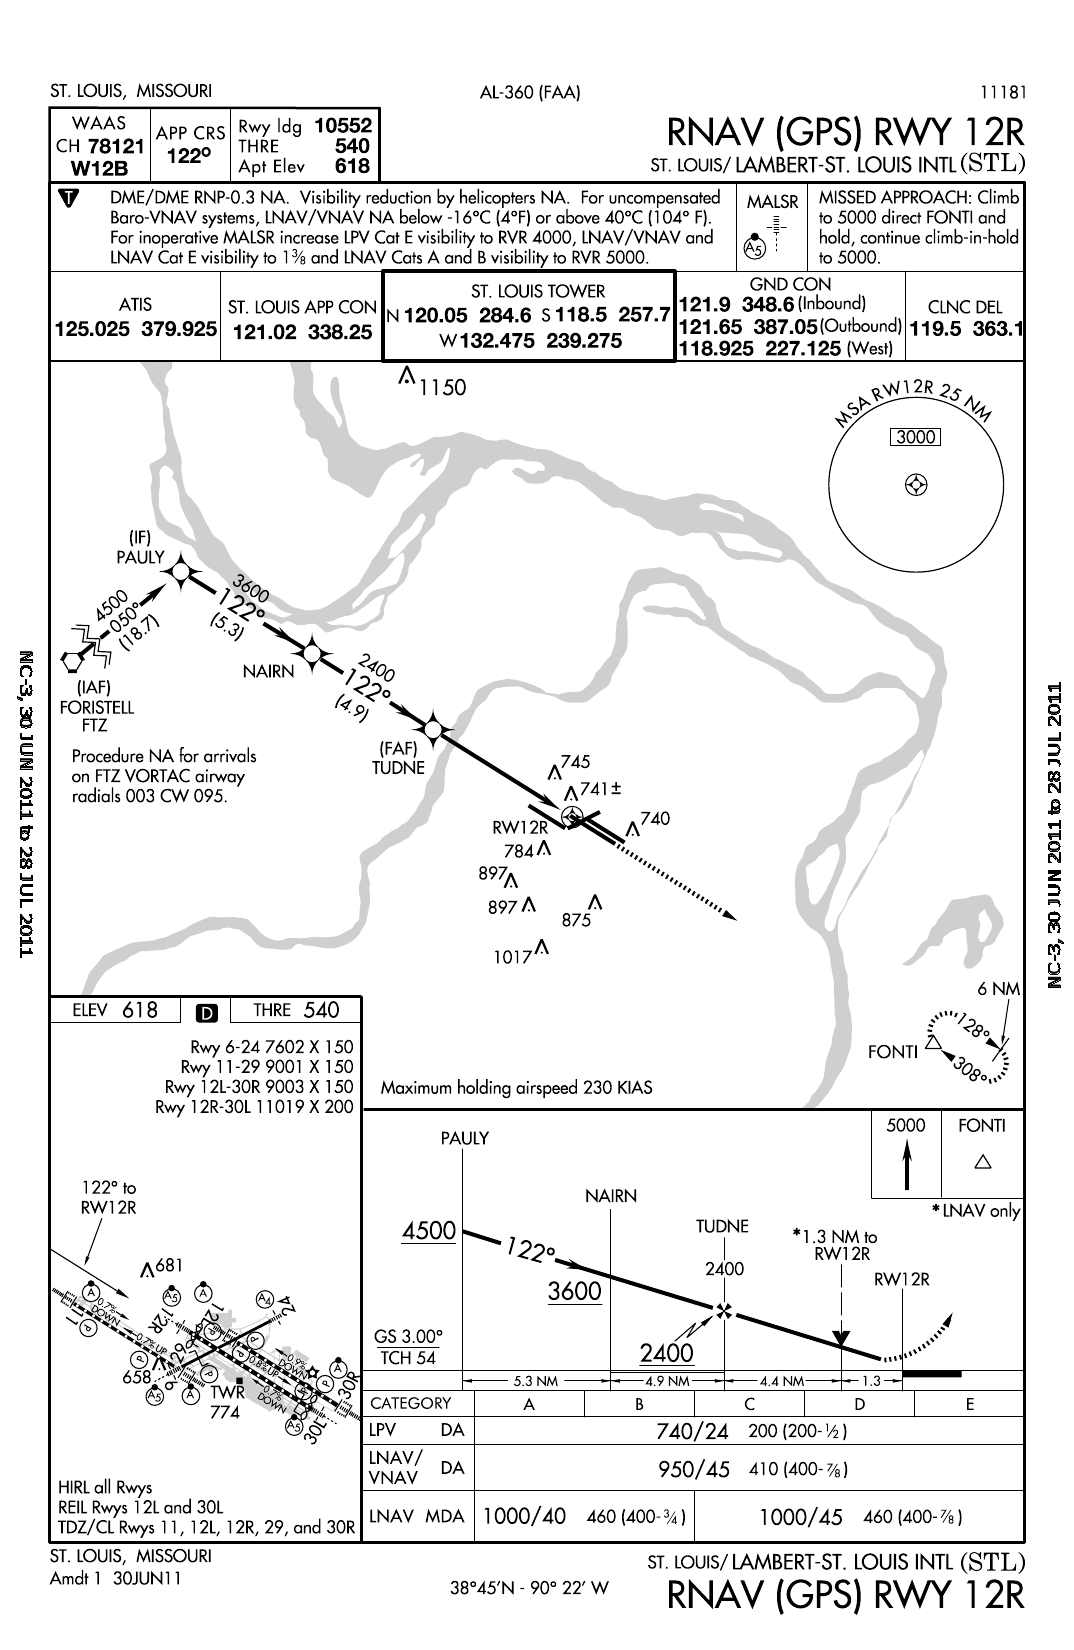 ST. LOUIS, MISSOURI
AL-360 (FAA)
11181
WAAS
CH 78121
W12B
APP CRS
122°
Rwy ldg 10552
THRE 540
Apt Elev 618
RNAV (GPS) RWY 12R
ST. LOUIS/ LAMBERT-ST. LOUIS INTL (STL)
T
DME/DME RNP-0.3 NA. Visibility reduction by helicopters NA. For uncompensated
Baro-VNAV systems, LNAV/VNAV NA below -16°C (4°F) or above 40°C (104° F).
For inoperative MALSR increase LPV Cat E visibility to RVR 4000, LNAV/VNAV and
LNAV Cat E visibility to 1⅜ and LNAV Cats A and B visibility to RVR 5000.
MALSR
A5
MISSED APPROACH: Climb
to 5000 direct FONTI and
hold, continue climb-in-hold
to 5000.
ATIS
125.025 379.925
ST. LOUIS APP CON
121.02 338.25
ST. LOUIS TOWER
N 120.05 284.6 S 118.5 257.7
W 132.475 239.275
GND CON
121.9 348.6 (Inbound)
121.65 387.05 (Outbound)
118.925 227.125 (West)
CLNC DEL
119.5 363.1
1150
MSA RW12R 25 NM
3000
(IF)
PAULY
4500
050°
(18.7)
3600
122°
(5.3)
NAIRN
2400
122°
(4.9)
(IAF)
FORISTELL
FTZ
(FAF)
TUDNE
Procedure NA for arrivals
on FTZ VORTAC airway
radials 003 CW 095.
745
741±
740
RW12R
784
897
897
875
1017
6 NM
128°
FONTI
308°
Maximum holding airspeed 230 KIAS
NC-3, 30 JUN 2011 to 28 JUL 2011
NC-3, 30 JUN 2011 to 28 JUL 2011
ELEV 618
D
THRE 540
Rwy 6-24 7602 X 150
Rwy 11-29 9001 X 150
Rwy 12L-30R 9003 X 150
Rwy 12R-30L 11019 X 200
122° to
RW12R
681
A
A5
A
A4
24
11
0.7%
DOWN
12R
12L
0.7% UP
29
0.8% UP
0.9%
DOWN
0.7%
DOWN
658
6
A5
A
TWR
774
A
30R
A5
30L
HIRL all Rwys
REIL Rwys 12L and 30L
TDZ/CL Rwys 11, 12L, 12R, 29, and 30R
5000
FONTI
*LNAV only
PAULY
NAIRN
TUDNE
*1.3 NM to
RW12R
RW12R
4500
122°
3600
2400
2400
GS 3.00°
TCH 54
5.3 NM
4.9 NM
4.4 NM
1.3
CATEGORY A B C D E
LPV DA 740/24 200 (200-½)
LNAV/
VNAV DA 950/45 410 (400-⅞)
LNAV MDA 1000/40 460 (400-¾) 1000/45 460 (400-⅞)
ST. LOUIS, MISSOURI
Amdt 1 30JUN11
38°45'N - 90° 22' W
ST. LOUIS/ LAMBERT-ST. LOUIS INTL (STL)
RNAV (GPS) RWY 12R